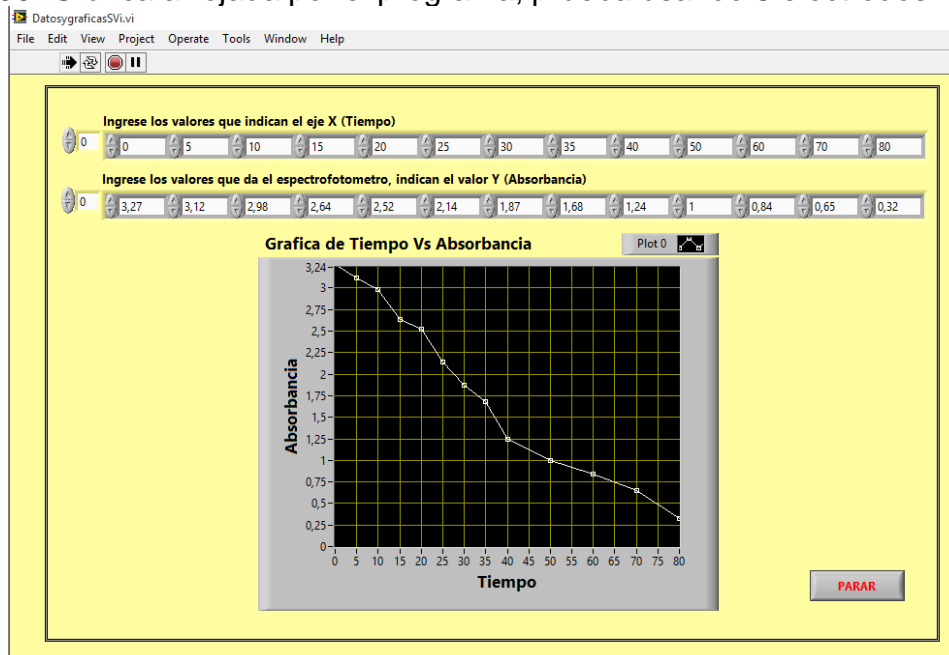 DatosygraficasSVi.vi
File Edit View Project Operate Tools Window Help
Ingrese los valores que indican el eje X (Tiempo)
0 0 5 10 15 20 25 30 35 40 50 60 70 80
Ingrese los valores que da el espectrofotometro, indican el valor Y (Absorbancia)
0 3,27 3,12 2,98 2,64 2,52 2,14 1,87 1,68 1,24 1 0,84 0,65 0,32
Grafica de Tiempo Vs Absorbancia
Plot 0
Absorbancia
3,24
3
2,75
2,5
2,25
2
1,75
1,5
1,25
1
0,75
0,5
0,25
0
0 5 10 15 20 25 30 35 40 45 50 55 60 65 70 75 80
Tiempo
PARAR